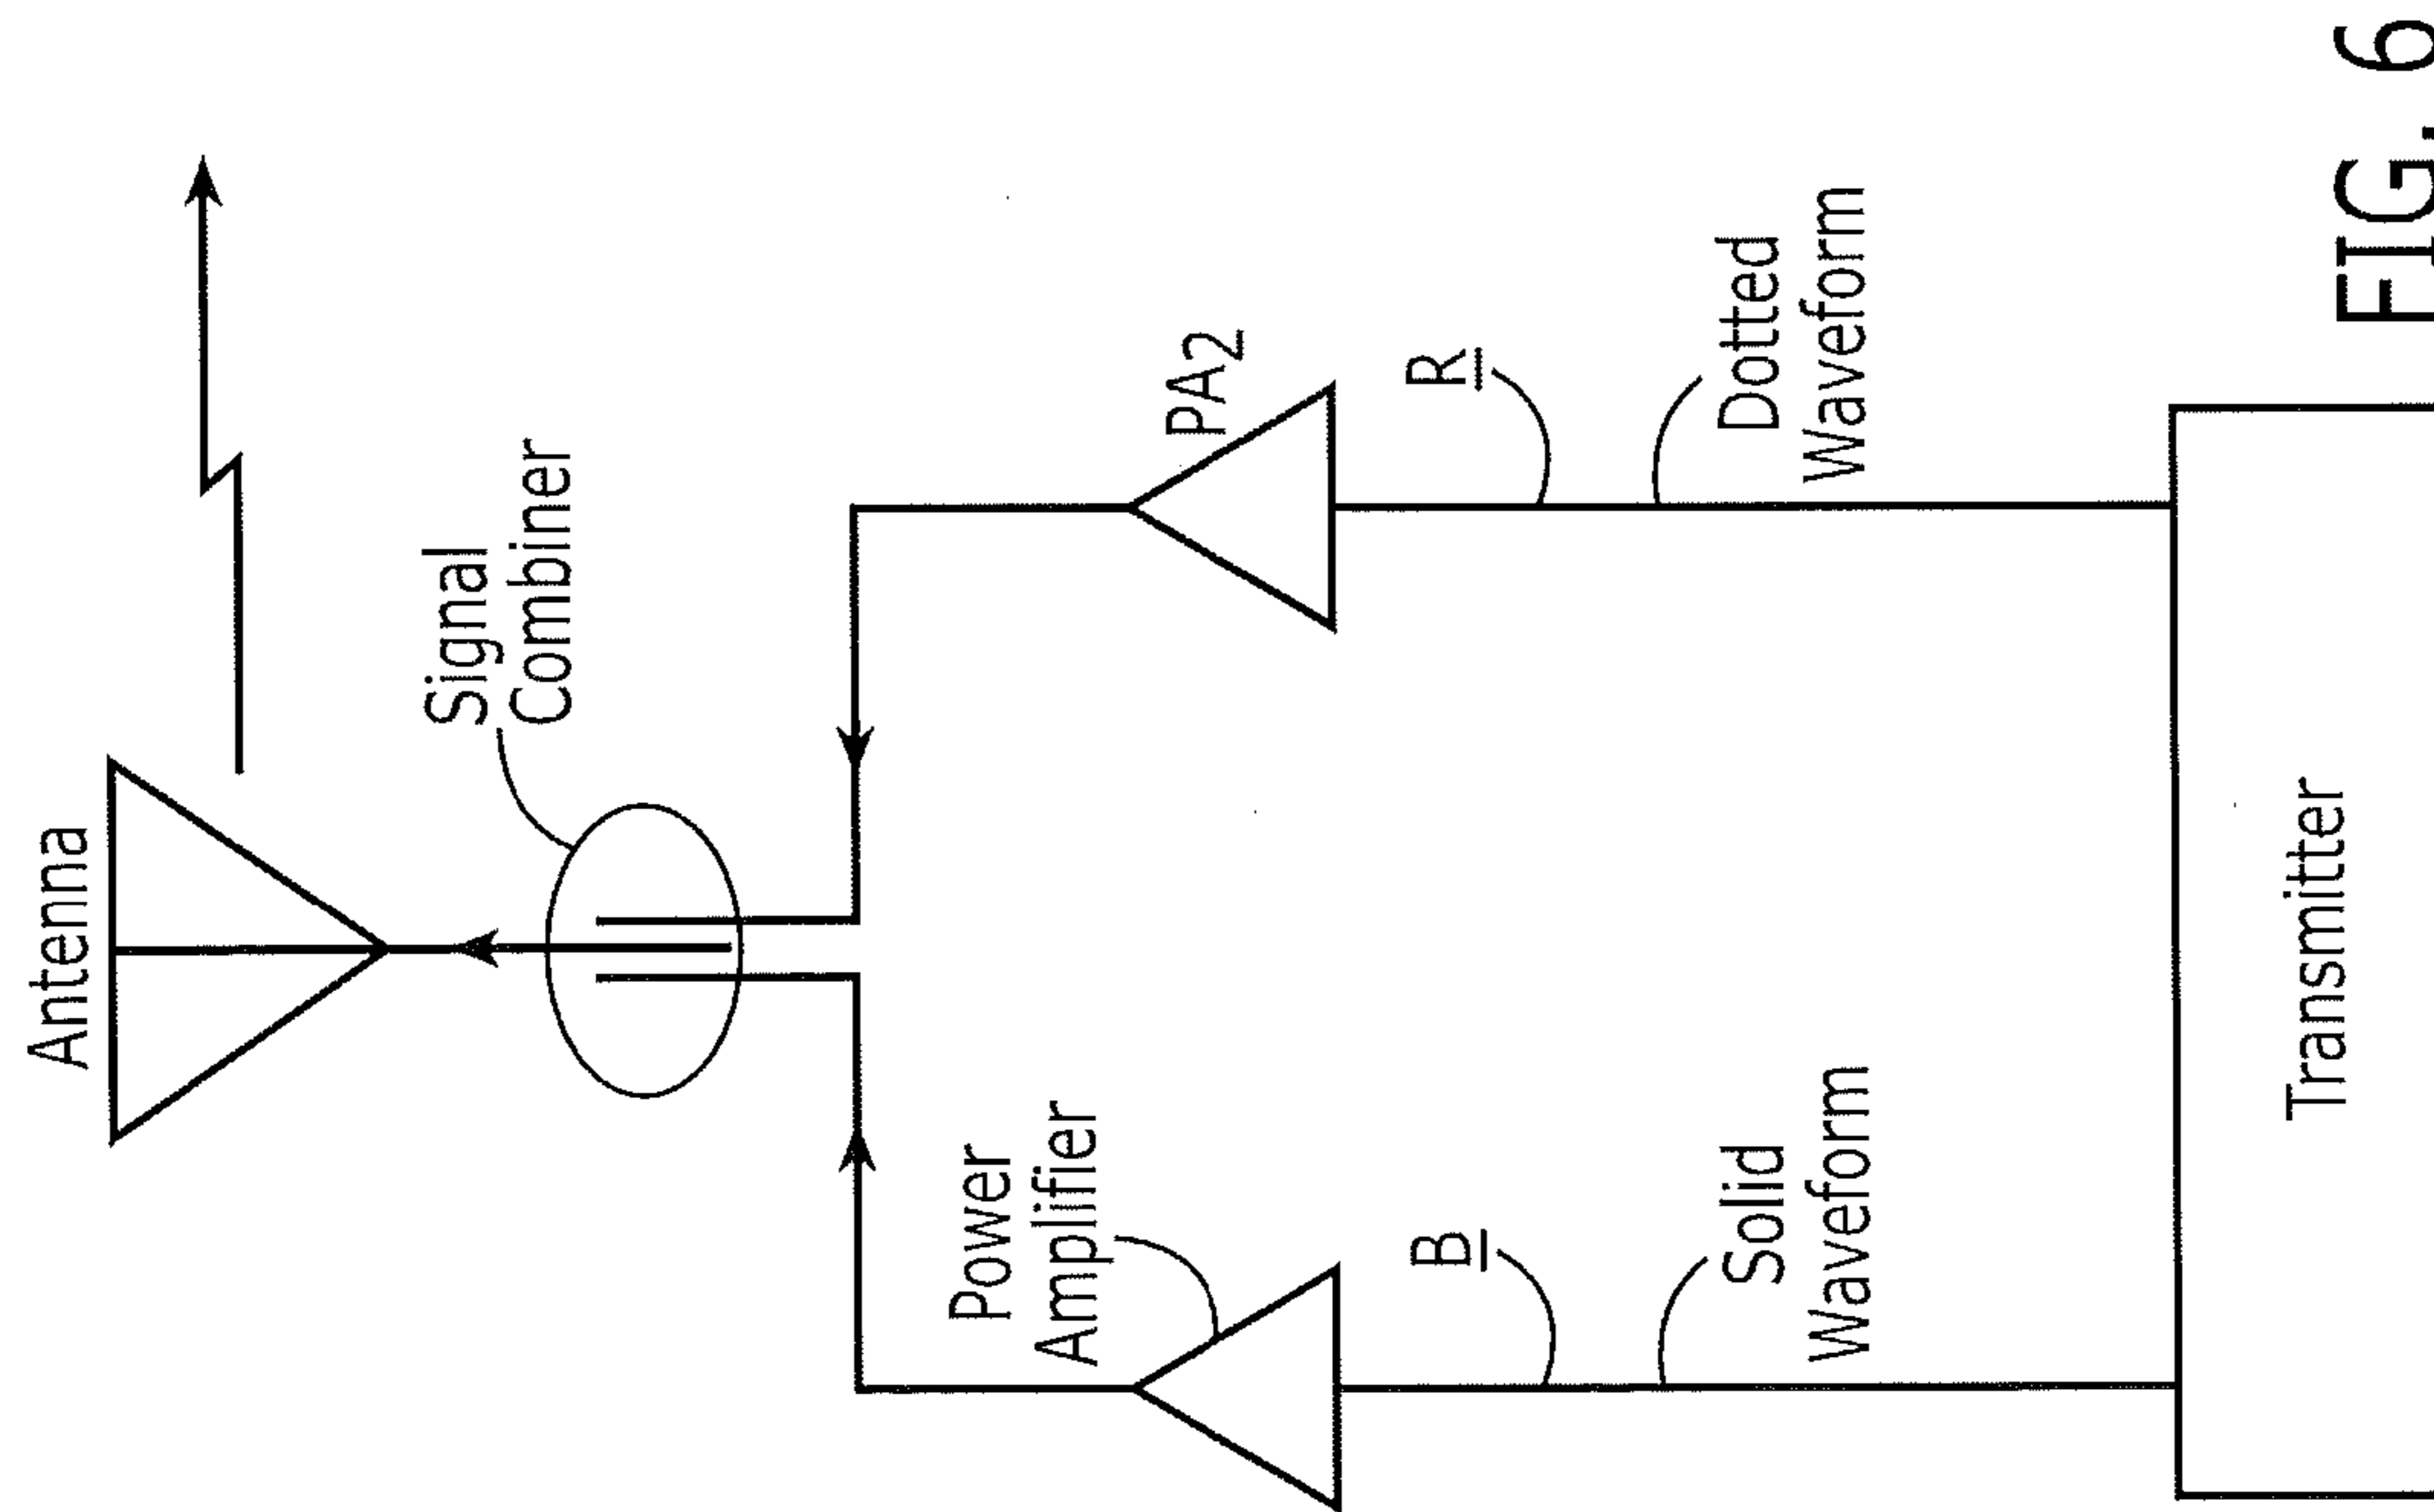 Antenna
Signal
Combiner
Power
Amplifier
PA2
B
R
Solid
Waveform
Dotted
Waveform
Transmitter
FIG. 6